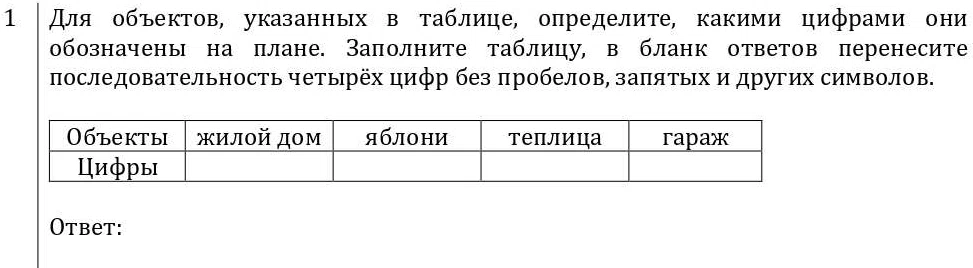 1
Для объектов, указанных в таблице, определите, какими цифрами они
обозначены на плане. Заполните таблицу, в бланк ответов перенесите
последовательность четырёх цифр без пробелов, запятых и других символов.
Объекты жилой дом яблони теплица гараж
Цифры
Ответ: